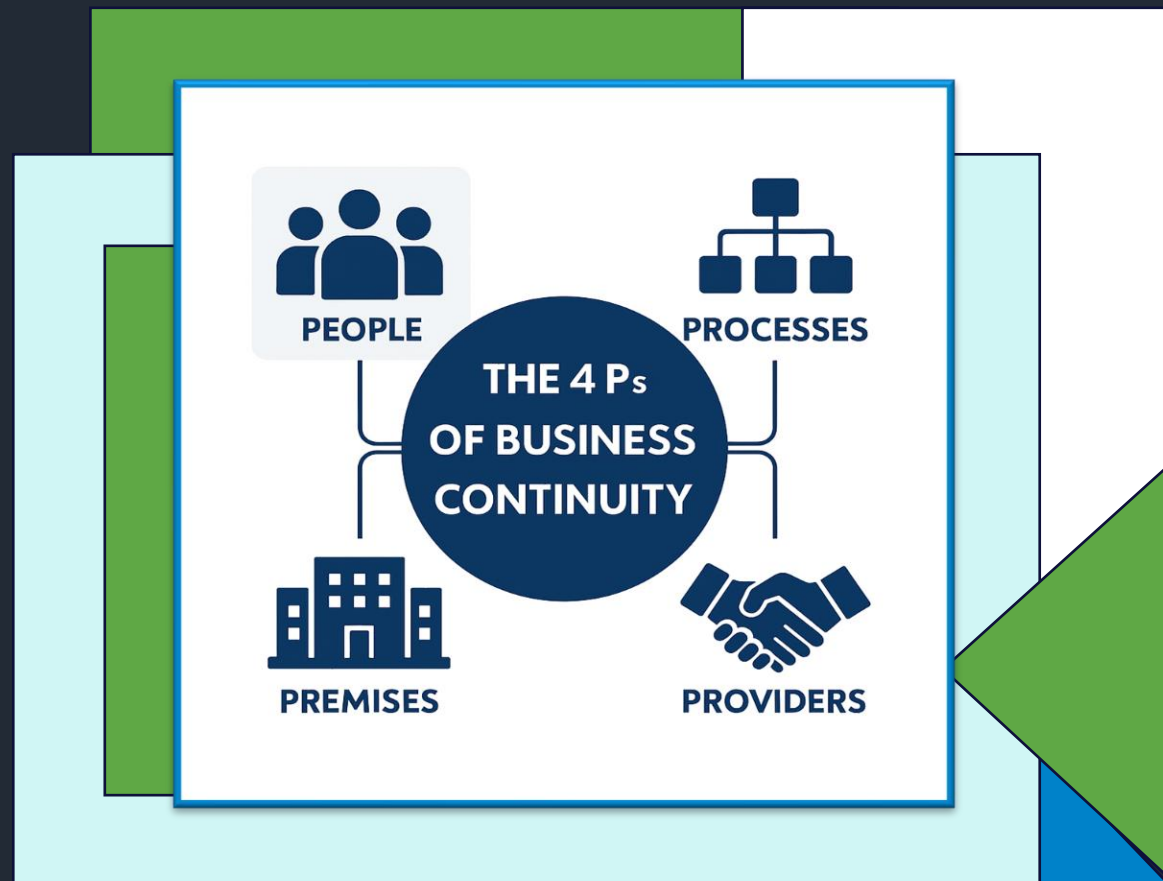 PEOPLE
PROCESSES
THE 4 Ps
OF BUSINESS
CONTINUITY
PREMISES
PROVIDERS